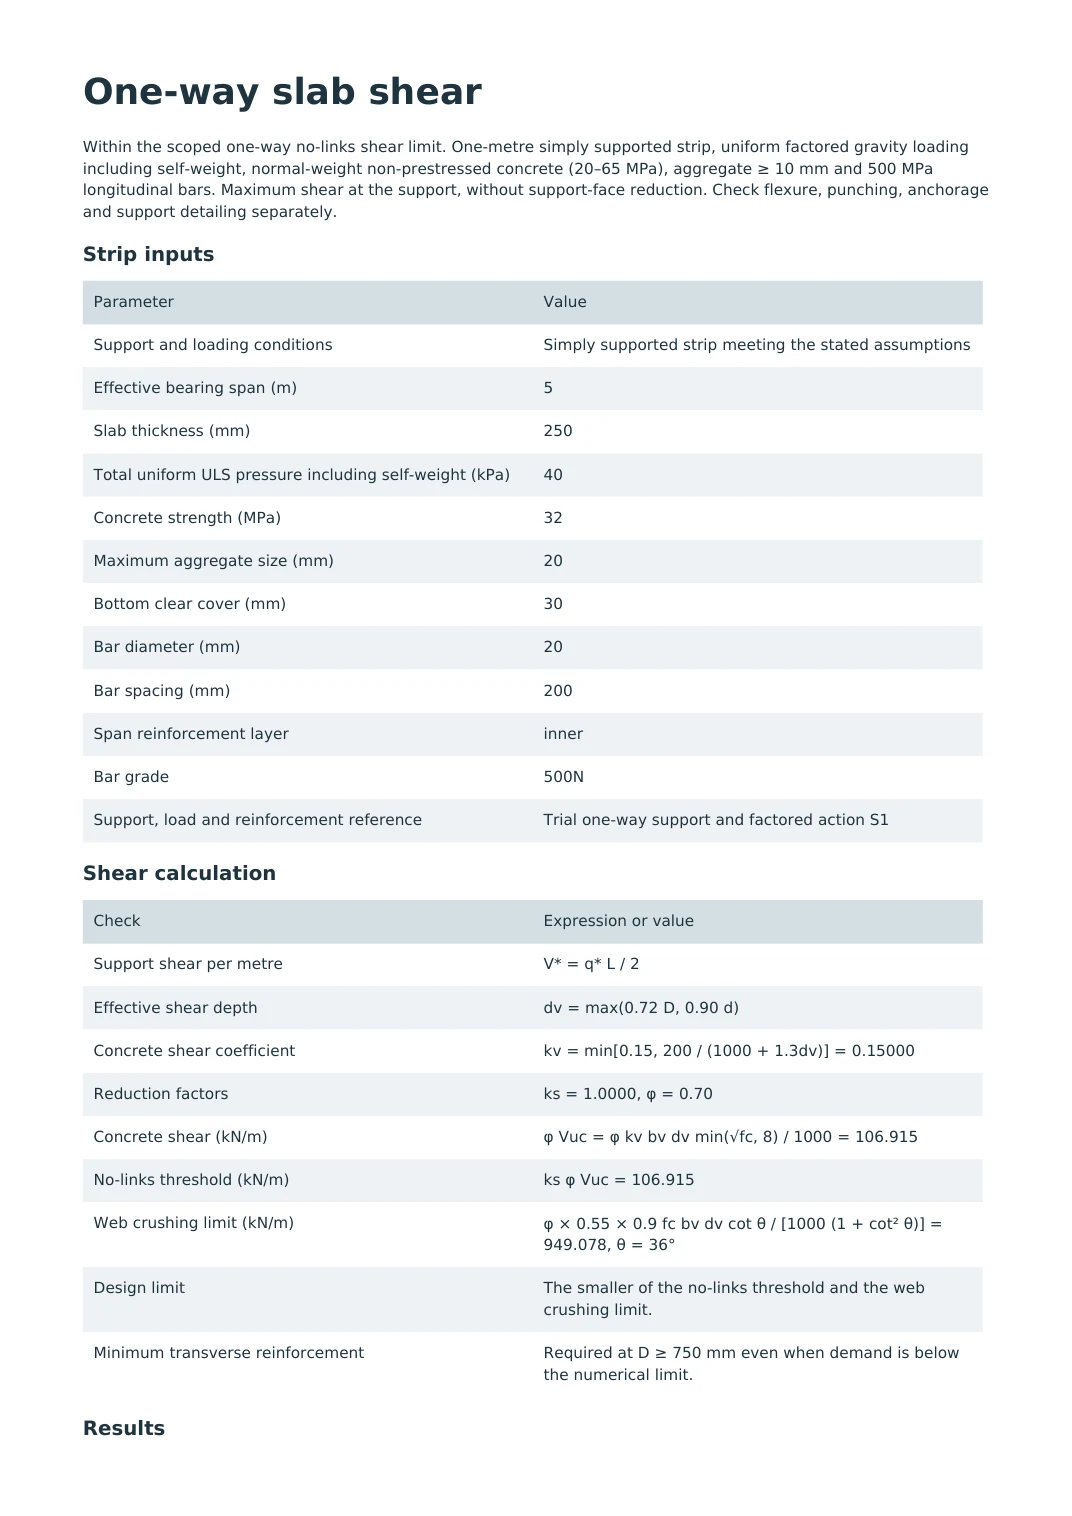 One-way slab shear
Within the scoped one-way no-links shear limit. One-metre simply supported strip, uniform factored gravity loading
including self-weight, normal-weight non-prestressed concrete (20–65 MPa), aggregate ≥ 10 mm and 500 MPa
longitudinal bars. Maximum shear at the support, without support-face reduction. Check flexure, punching, anchorage
and support detailing separately.
Strip inputs
Parameter Value
Support and loading conditions Simply supported strip meeting the stated assumptions
Effective bearing span (m) 5
Slab thickness (mm) 250
Total uniform ULS pressure including self-weight (kPa) 40
Concrete strength (MPa) 32
Maximum aggregate size (mm) 20
Bottom clear cover (mm) 30
Bar diameter (mm) 20
Bar spacing (mm) 200
Span reinforcement layer inner
Bar grade 500N
Support, load and reinforcement reference Trial one-way support and factored action S1
Shear calculation
Check Expression or value
Support shear per metre V* = q* L / 2
Effective shear depth dv = max(0.72 D, 0.90 d)
Concrete shear coefficient kv = min[0.15, 200 / (1000 + 1.3dv)] = 0.15000
Reduction factors ks = 1.0000, φ = 0.70
Concrete shear (kN/m) φ Vuc = φ kv bv dv min(√fc, 8) / 1000 = 106.915
No-links threshold (kN/m) ks φ Vuc = 106.915
Web crushing limit (kN/m) φ × 0.55 × 0.9 fc bv dv cot θ / [1000 (1 + cot² θ)] =
949.078, θ = 36°
Design limit The smaller of the no-links threshold and the web
crushing limit.
Minimum transverse reinforcement Required at D ≥ 750 mm even when demand is below
the numerical limit.
Results